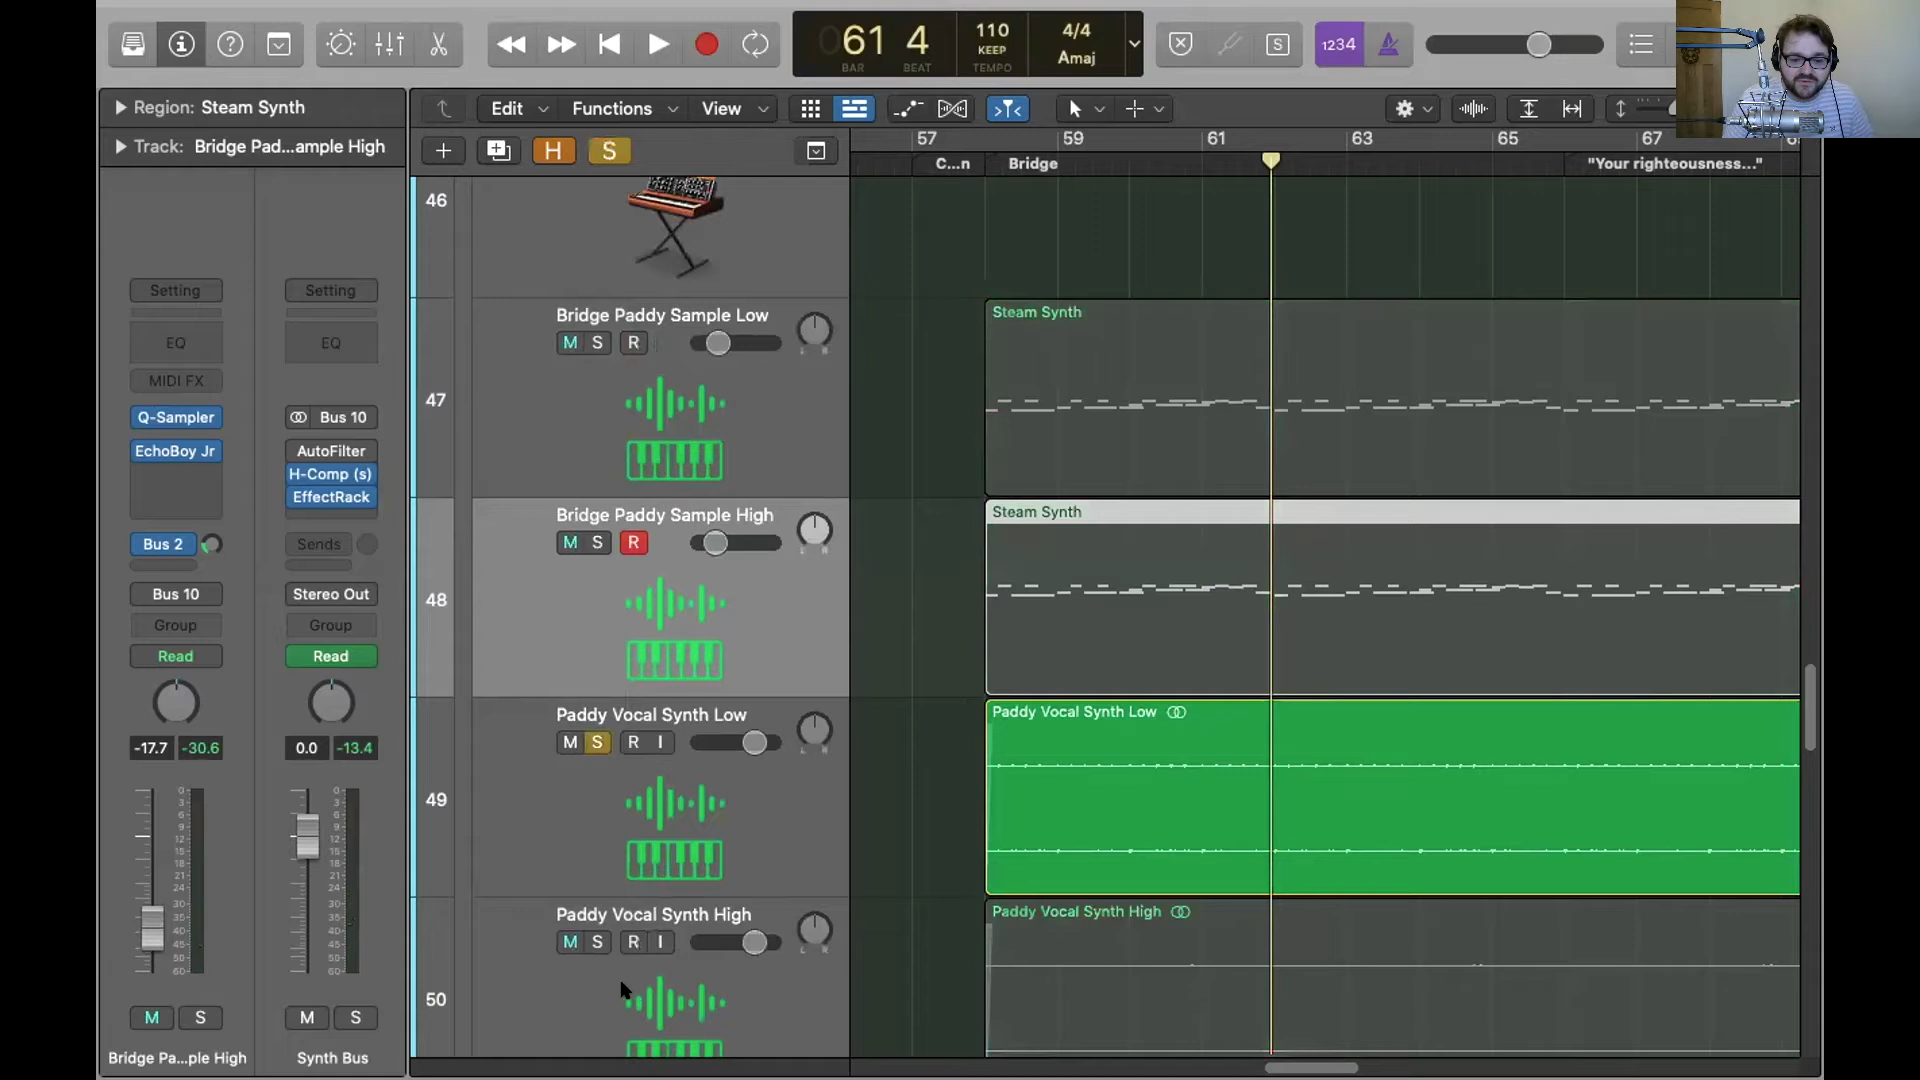 061 4
BAR BEAT
110
KEEP
TEMPO
4/4
Amaj
S
1234
Region: Steam Synth
Track: Bridge Pad...ample High
Edit
Functions
View
H
S
57
59
61
63
65
67
C...n
Bridge
"Your righteousness..."
Setting
EQ
MIDI FX
Q-Sampler
EchoBoy Jr
Bus 2
Bus 10
Group
Read
-17.7 -30.6
M S
Bridge Pa...ple High
Setting
EQ
Bus 10
AutoFilter
H-Comp (s)
EffectRack
Sends
Stereo Out
Group
Read
0.0 -13.4
M S
Synth Bus
46
47
Bridge Paddy Sample Low
M S R
L R
Steam Synth
48
Bridge Paddy Sample High
M S R
L R
Steam Synth
49
Paddy Vocal Synth Low
M S R I
L R
Paddy Vocal Synth Low
50
Paddy Vocal Synth High
M S R I
L R
Paddy Vocal Synth High